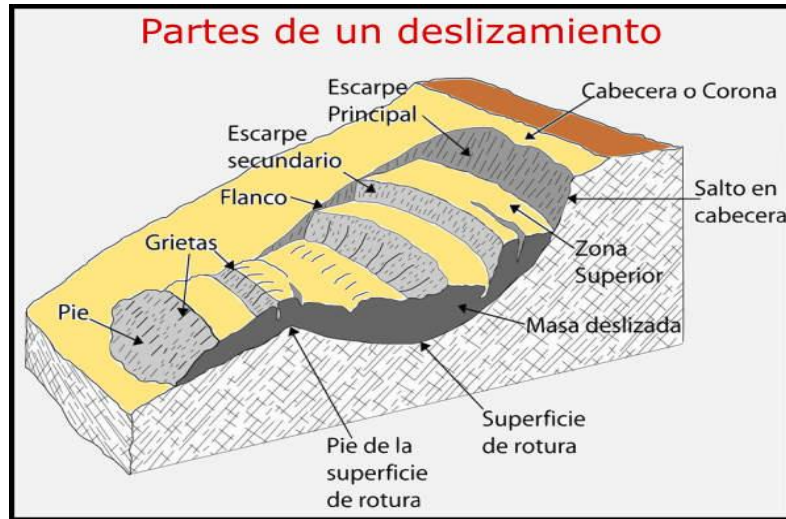 Partes de un deslizamiento
Escarpe
Principal
Cabecera o Corona
Escarpe
secundario
Flanco
Salto en
cabecera
Grietas
Zona
Superior
Pie
Masa deslizada
Superficie
de rotura
Pie de la
superficie
de rotura